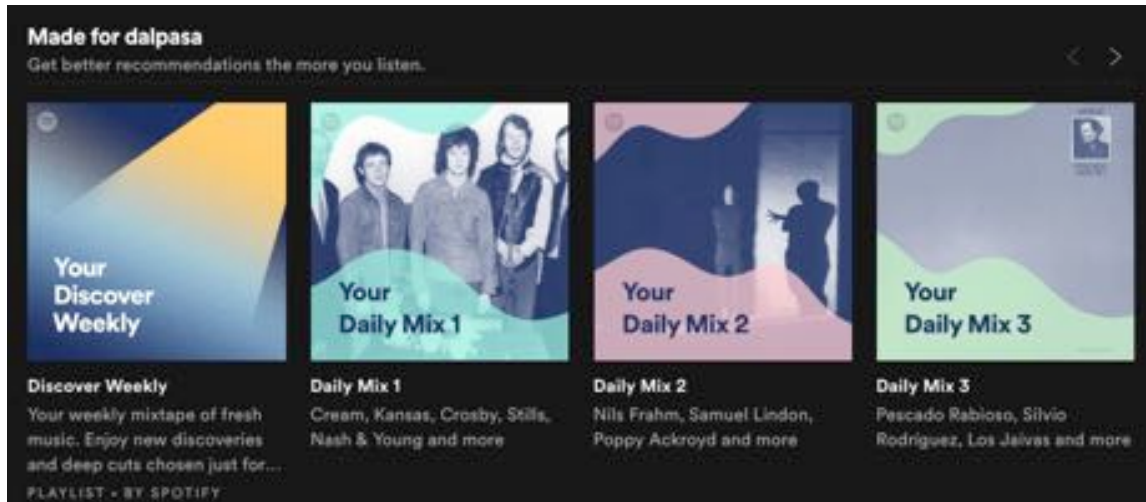 Made for dalpasa
Get better recommendations the more you listen.
Your
Discover
Weekly
Your
Daily Mix 1
Your
Daily Mix 2
Your
Daily Mix 3
Discover Weekly
Your weekly mixtape of fresh
music. Enjoy new discoveries
and deep cuts chosen just for...
PLAYLIST • BY SPOTIFY
Daily Mix 1
Cream, Kansas, Crosby, Stills,
Nash & Young and more
Daily Mix 2
Nils Frahm, Samuel Lindon,
Poppy Ackroyd and more
Daily Mix 3
Pescado Rabioso, Silvio
Rodríguez, Los Jaivas and more